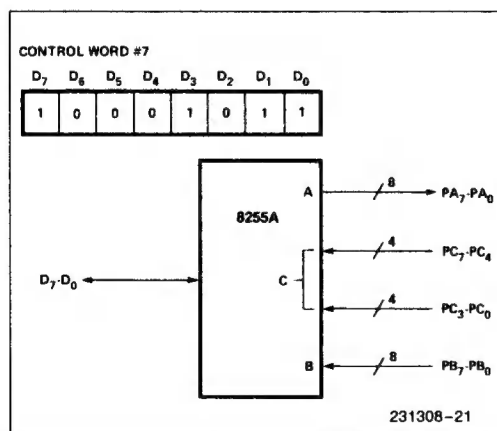 CONTROL WORD #7
D7 D6 D5 D4 D3 D2 D1 D0
1 0 0 0 1 0 1 1
A 8 PA7-PA0
8255A
4 PC7-PC4
D7-D0 C
4 PC3-PC0
B 8 PB7-PB0
231308-21